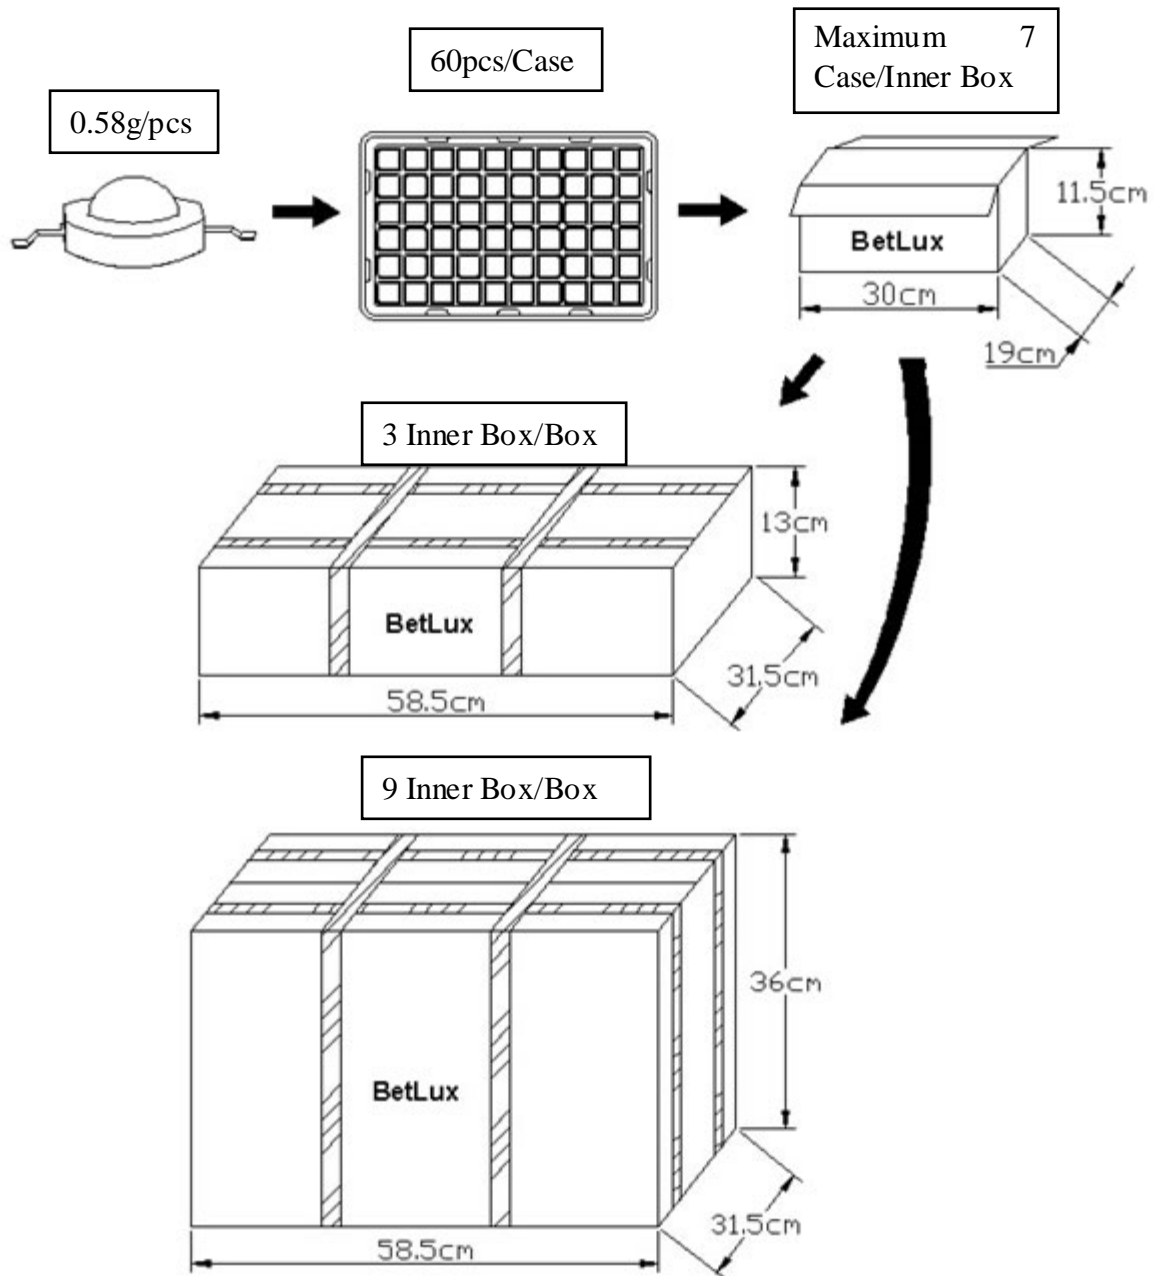 0.58g/pcs
60pcs/Case
Maximum 7
Case/Inner Box
BetLux
11.5cm
30cm
19cm
3 Inner Box/Box
BetLux
13cm
31.5cm
58.5cm
9 Inner Box/Box
BetLux
36cm
31.5cm
58.5cm